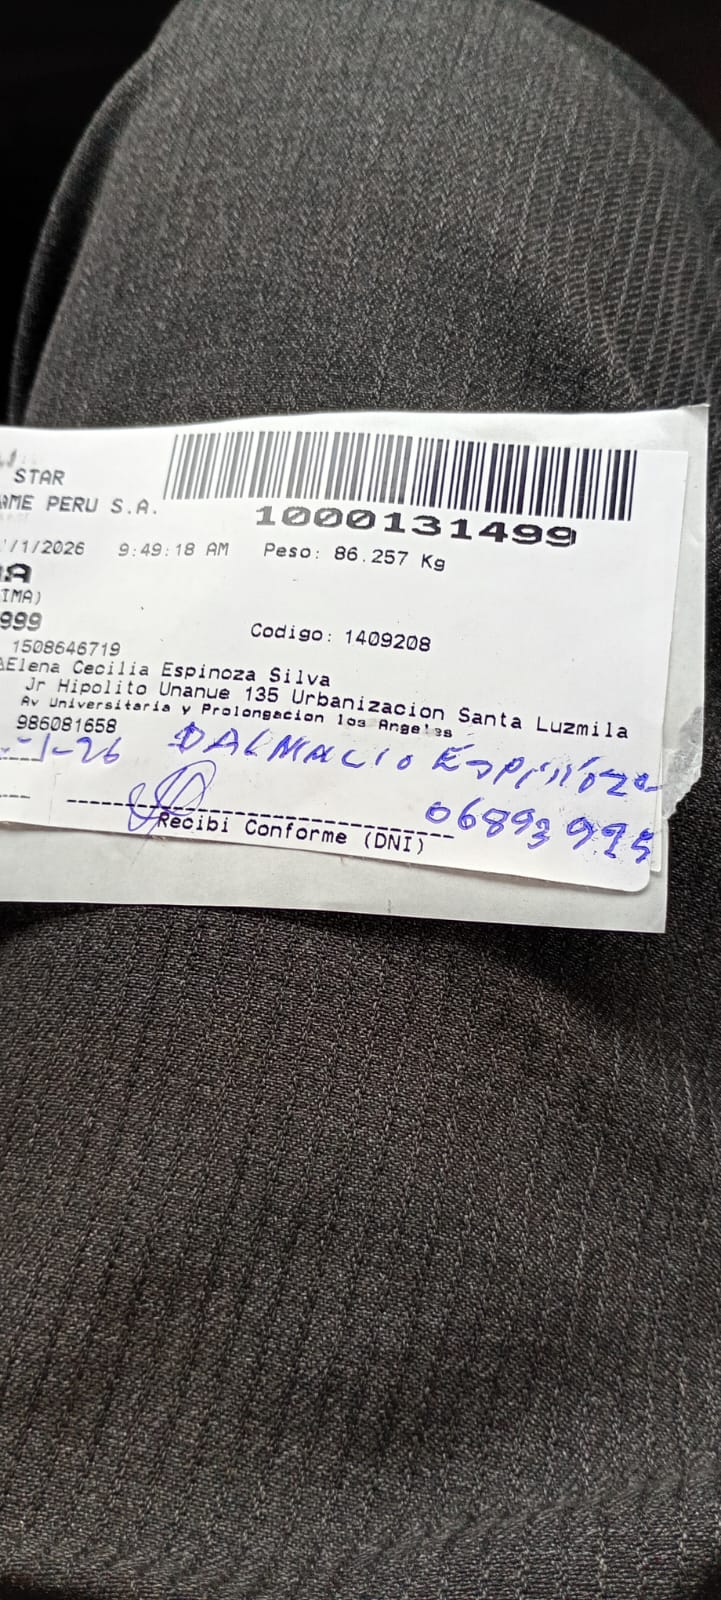 STAR
OME PERU S.A.
1000131499
/1/2026 9:49:18 AM Peso: 86.257 Kg
IMA)
999
Codigo: 1409208
1508646719
Elena Cecilia Espinoza Silva
Jr Hipolito Unanue 135 Urbanizacion Santa Luzmila
Av Universitaria y Prolongacion los Angeles
986081658
1-26 DALMACIO Espinoza
Recibi Conforme (DNI)